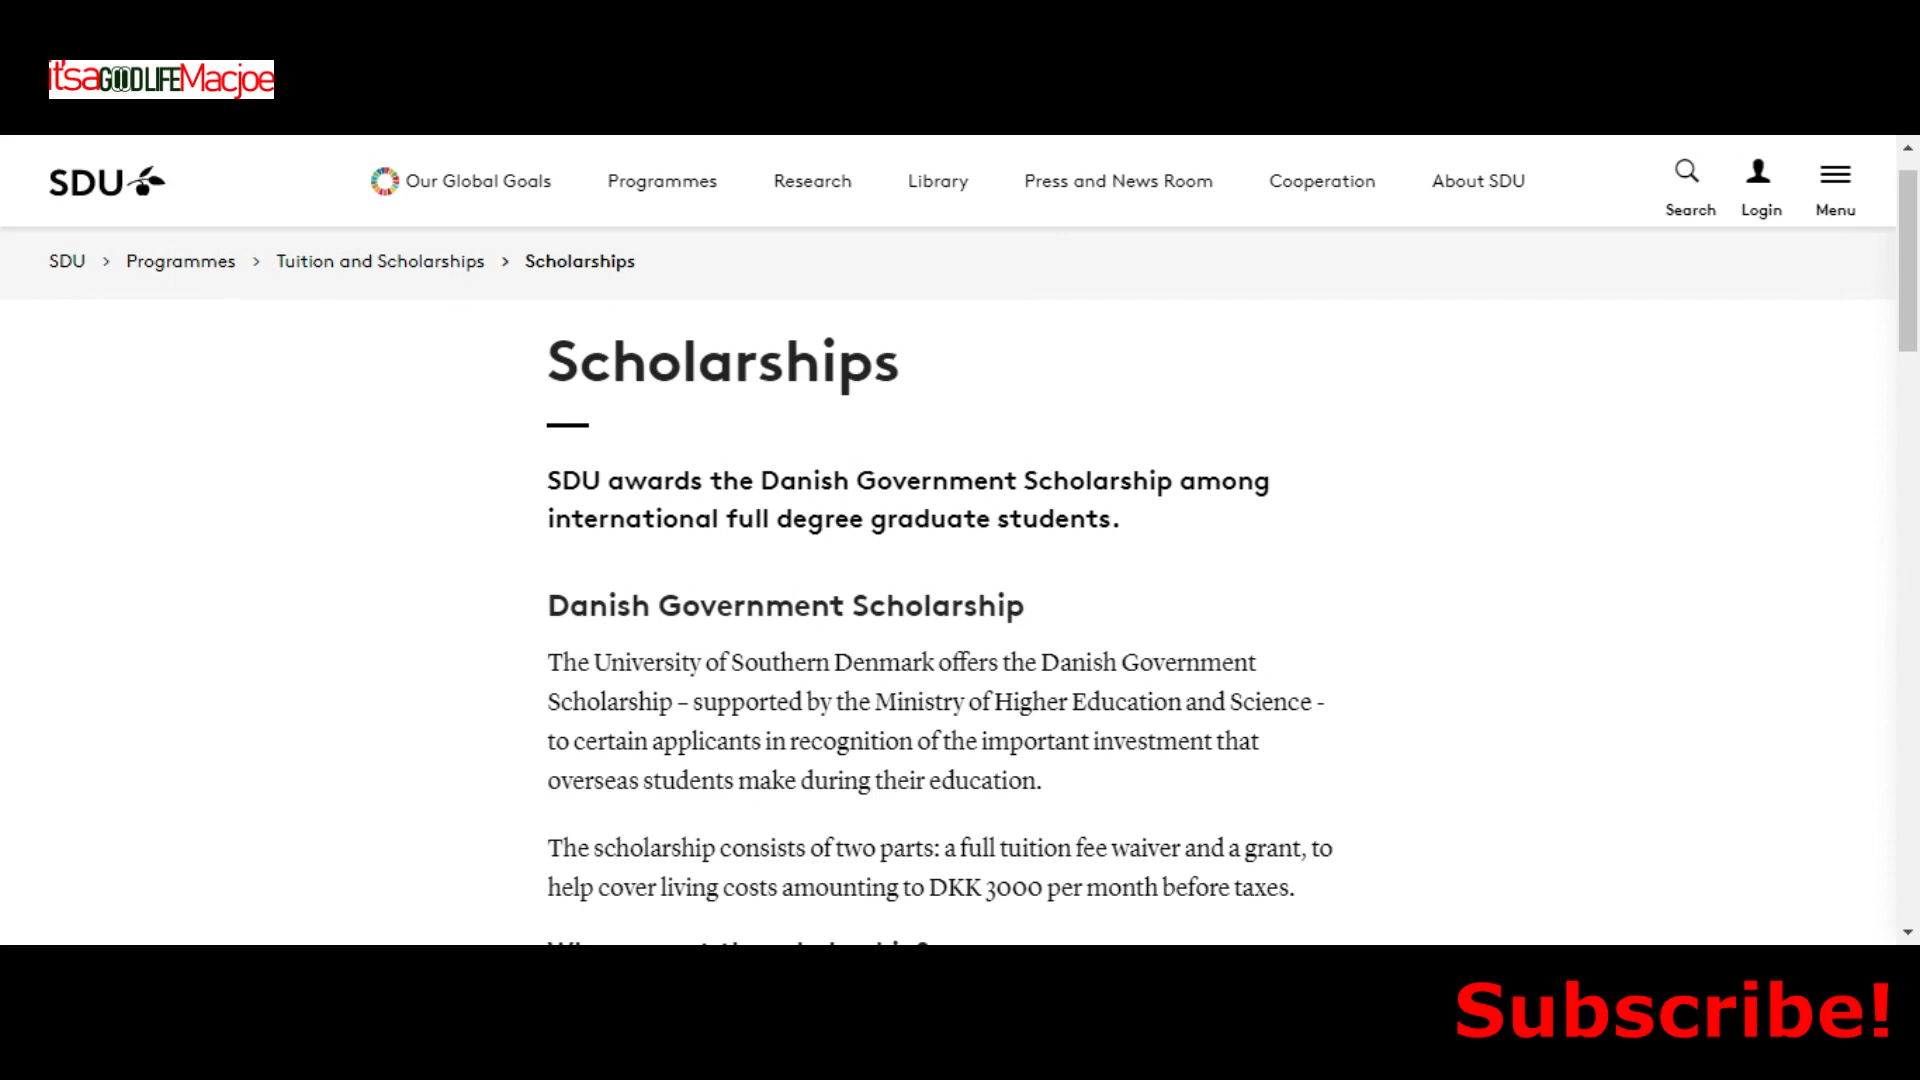 it'saGOODLIFEMacjoe
SDU
Our Global Goals
Programmes
Research
Library
Press and News Room
Cooperation
About SDU
Search
Login
Menu
SDU > Programmes > Tuition and Scholarships > Scholarships
Scholarships
SDU awards the Danish Government Scholarship among
international full degree graduate students.
Danish Government Scholarship
The University of Southern Denmark offers the Danish Government
Scholarship – supported by the Ministry of Higher Education and Science -
to certain applicants in recognition of the important investment that
overseas students make during their education.
The scholarship consists of two parts: a full tuition fee waiver and a grant, to
help cover living costs amounting to DKK 3000 per month before taxes.
Subscribe!